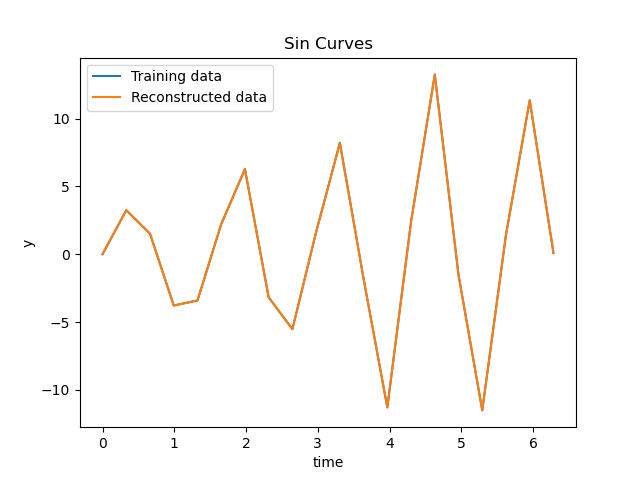 Sin Curves
Training data
Reconstructed data
10
5
0
−5
−10
y
0 1 2 3 4 5 6
time